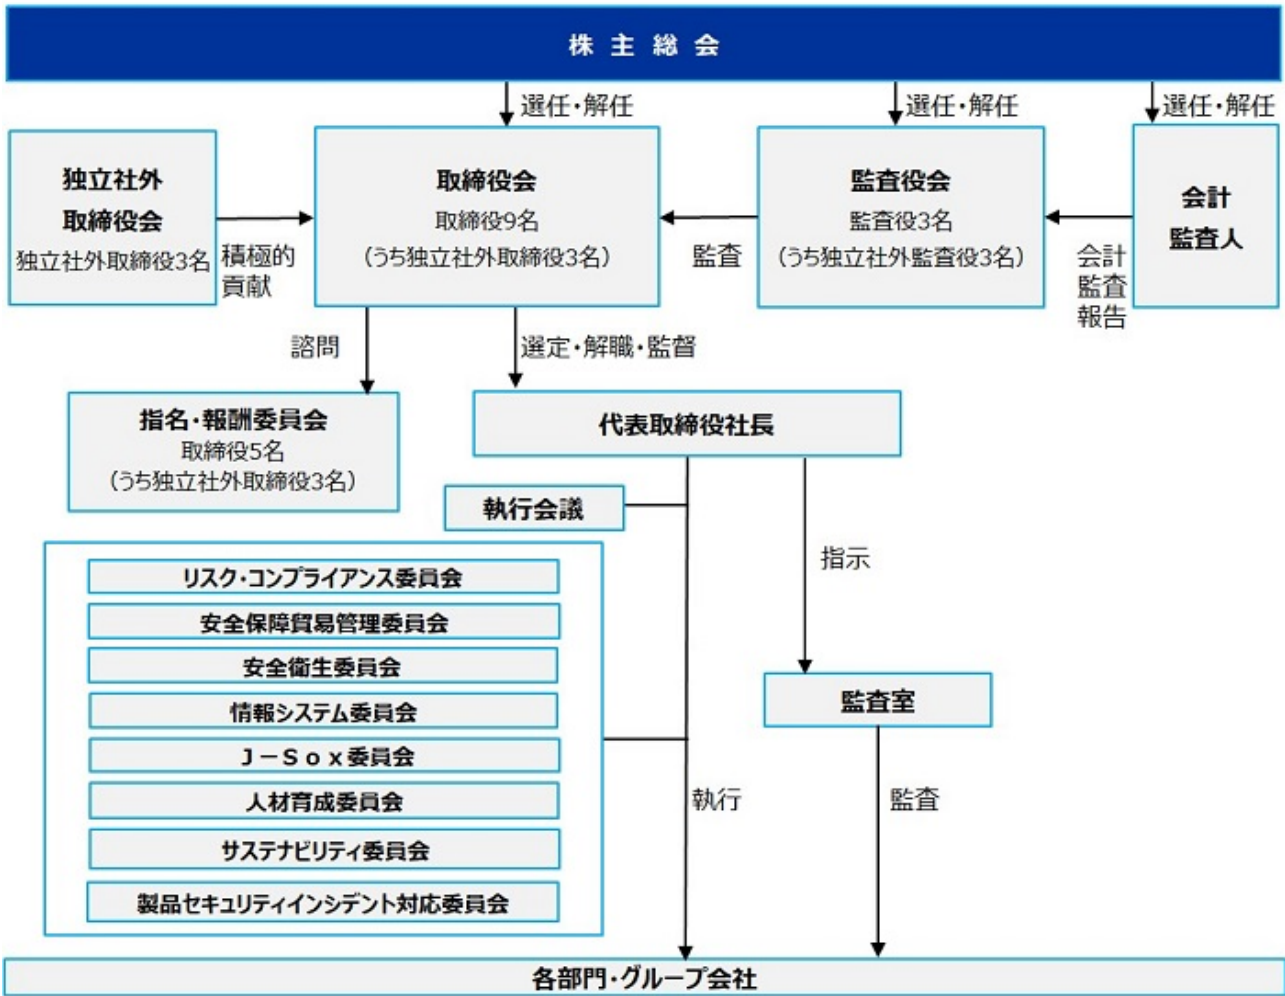 株主総会
選任・解任
選任・解任
選任・解任
独立社外
取締役会
独立社外取締役3名
積極的
貢献
取締役会
取締役9名
(うち独立社外取締役3名)
監査
監査役会
監査役3名
(うち独立社外監査役3名)
会計
監査
報告
会計
監査人
諮問
選定・解職・監督
指名・報酬委員会
取締役5名
(うち独立社外取締役3名)
代表取締役社長
執行会議
指示
リスク・コンプライアンス委員会
安全保障貿易管理委員会
安全衛生委員会
情報システム委員会
J-Sox委員会
人材育成委員会
サステナビリティ委員会
製品セキュリティインシデント対応委員会
監査室
執行
監査
各部門・グループ会社